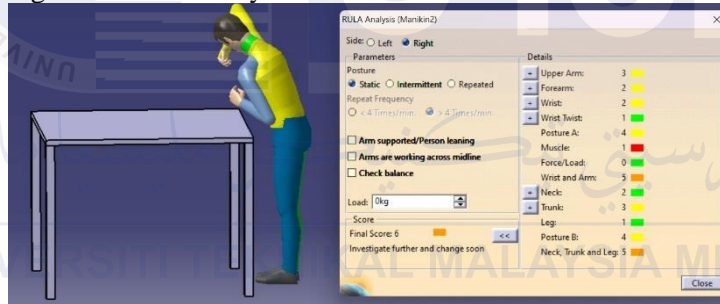 RULA Analysis (Manikin2)
Side: Left Right
Parameters
Posture
Static Intermittent Repeated
Repeat Frequency
< 4 Times/min. > 4 Times/min.
Arm supported/Person leaning
Arms are working across midline
Check balance
Load: 0kg
Score
Final Score: 6
<<
Investigate further and change soon
Details
+ Upper Arm: 3
+ Forearm: 2
+ Wrist: 2
+ Wrist Twist: 1
Posture A: 4
Muscle: 1
Force/Load: 0
Wrist and Arm: 5
+ Neck: 2
+ Trunk: 3
Leg: 1
Posture B: 4
Neck, Trunk and Leg: 5
Close
MALAYSIA